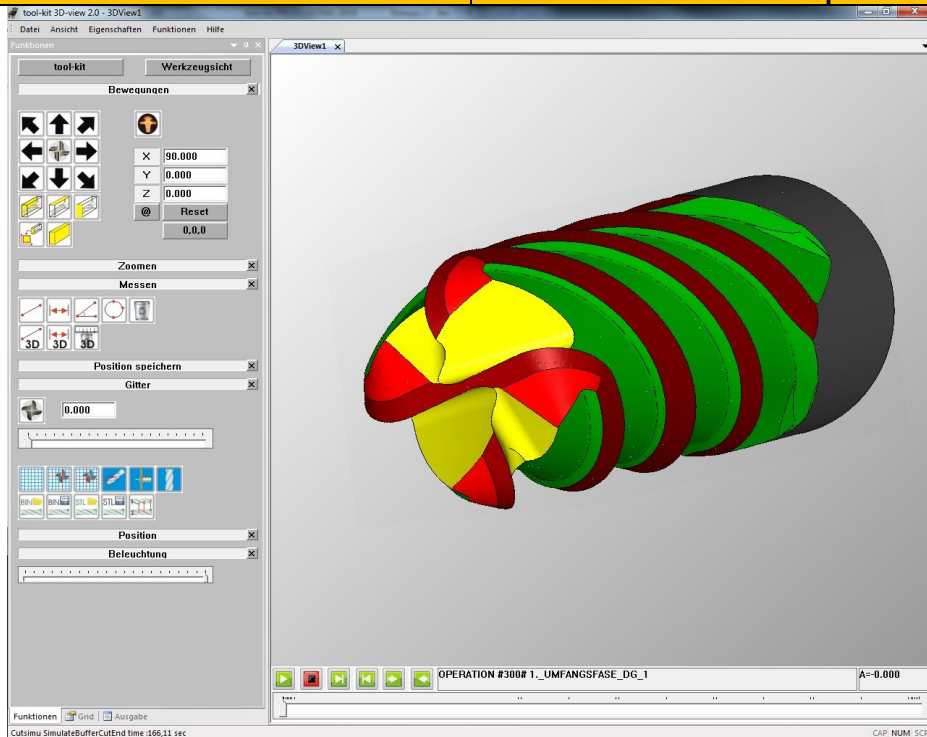 tool-kit 3D-view 2.0 - 3DView1
Datei Ansicht Eigenschaften Funktionen Hilfe
Funktionen
3DView1 x
tool-kit Werkzeugsicht
Bewegungen
X 90.000
Y 0.000
Z 0.000
@ Reset
0,0,0
Zoomen
Messen
3D 3D 3D
Position speichern
Gitter
0.000
BIN BIN STL STL
Position
Beleuchtung
OPERATION #300# 1._UMFANGSFASE_DG_1 A=-0.000
Funktionen Grid Ausgabe
Cutsimu SimulateBufferCutEnd time :166,11 sec CAP NUM SCF